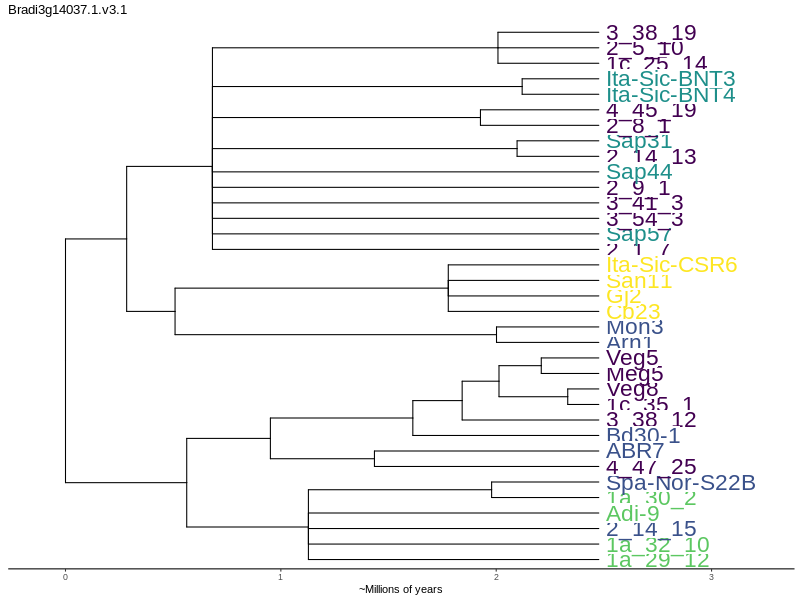 Bradi3g14037.1.v3.1
3_38_19
2_5_10
1c_25_14
Ita-Sic-BNT3
Ita-Sic-BNT4
4_45_19
2_8_1
Sap31
2_14_13
Sap44
2_9_1
3_41_3
3_54_3
Sap57
2_1_7
Ita-Sic-CSR6
San11
Gj2
Cb23
Mon3
Arn1
Veg5
Meg5
Veg8
1c_35_1
3_38_12
Bd30-1
ABR7
4_47_25
Spa-Nor-S22B
1a_30_2
Adi-9
2_14_15
1a_32_10
1a_29_12
0 1 2 3
~Millions of years